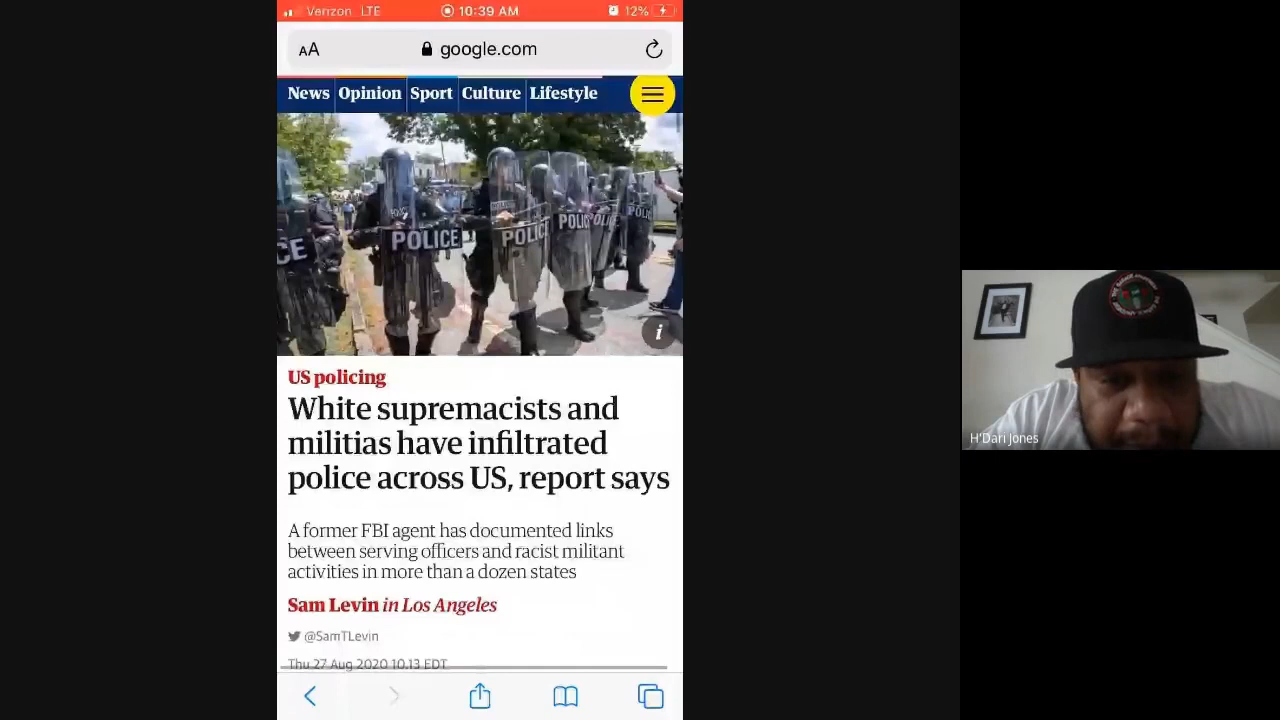 Verizon LTE
10:39 AM
12%
AA
google.com
News
Opinion
Sport
Culture
Lifestyle
POLICE
POLICE
POLICE
i
US policing
White supremacists and
militias have infiltrated
police across US, report says
A former FBI agent has documented links
between serving officers and racist militant
activities in more than a dozen states
Sam Levin in Los Angeles
@SamTLevin
Thu 27 Aug 2020 10.13 EDT
H'Dari Jones